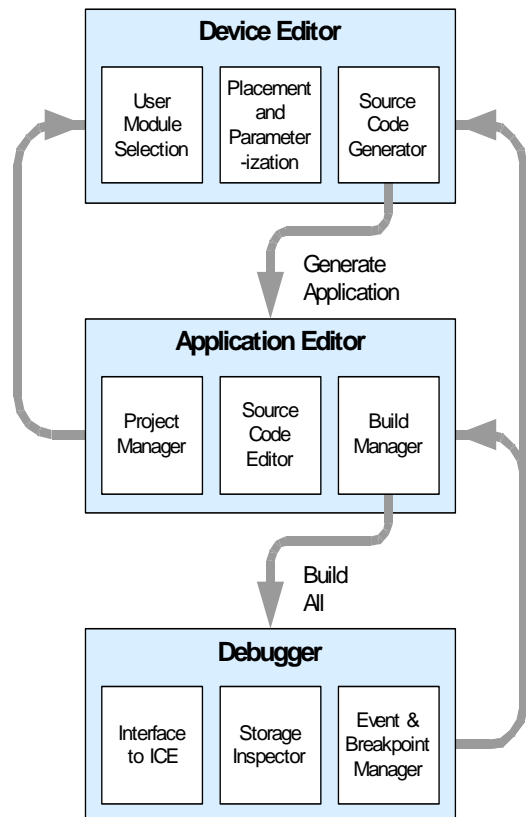 Device Editor
User
Module
Selection
Placement
and
Parameter
-ization
Source
Code
Generator
Generate
Application
Application Editor
Project
Manager
Source
Code
Editor
Build
Manager
Build
All
Debugger
Interface
to ICE
Storage
Inspector
Event &
Breakpoint
Manager